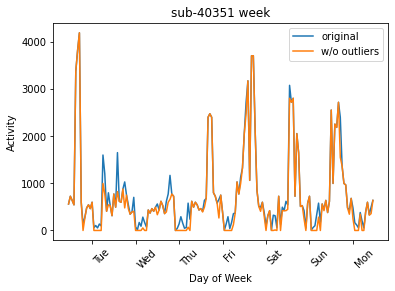 sub-40351 week
original
w/o outliers
Activity
4000
3000
2000
1000
0
Tue
Wed
Thu
Fri
Sat
Sun
Mon
Day of Week